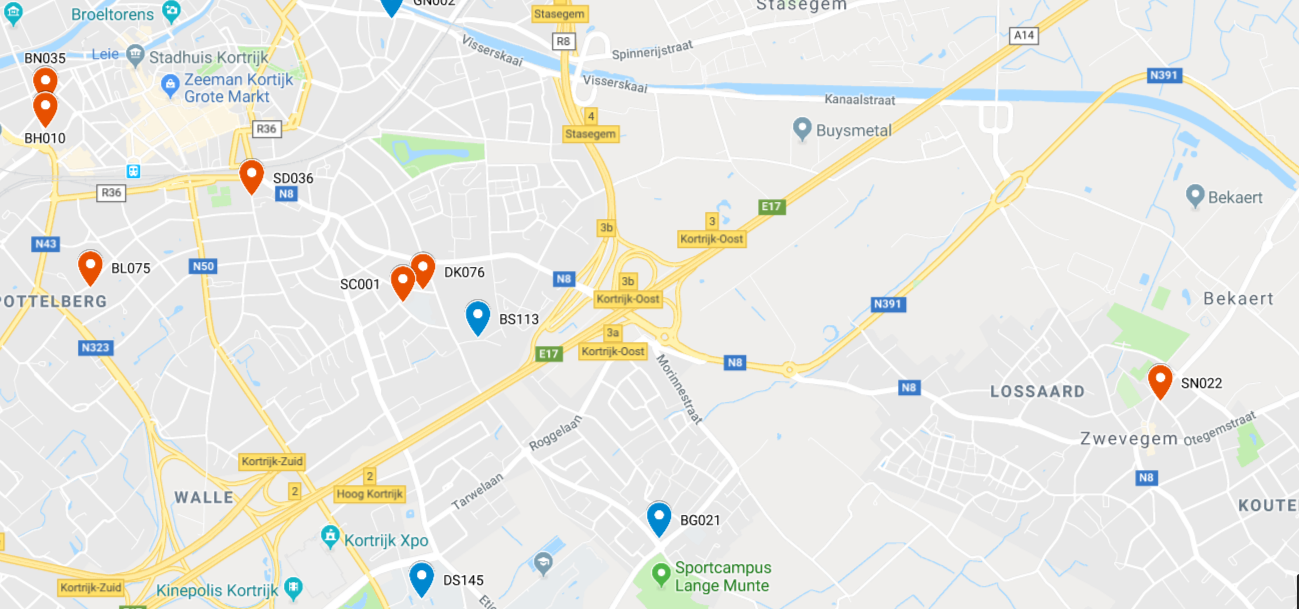 GN002
Stasegem
Broeltorens
Stasegem
R8
A14
Visserskaal
Spinnerijstraat
BN035
Leie
Stadhuis Kortrijk
Zeeman Kortijk
Grote Markt
N391
Visserskaal
Kanaalstraat
BH010
R36
4
Stasegem
Buysmetal
SD036
R36
N8
Bekaert
E17
3
Kortrijk-Oost
3b
N43
BL075
N50
SC001
DK076
N8
3b
Kortrijk-Oost
POTTELBERG
Bekaert
N391
BS113
3a
Kortrijk-Oost
N323
E17
N8
Morinnestraat
N8
LOSSAARD
SN022
Zwevegem
Otegemstraat
Roggelaan
Kortrijk-Zuid
2
Hoog Kortrijk
2
WALLE
Tarwelaan
N8
KOUTE
BG021
Kortrijk Xpo
Sportcampus
Lange Munte
Kortrijk-Zuid
Kinepolis Kortrijk
DS145